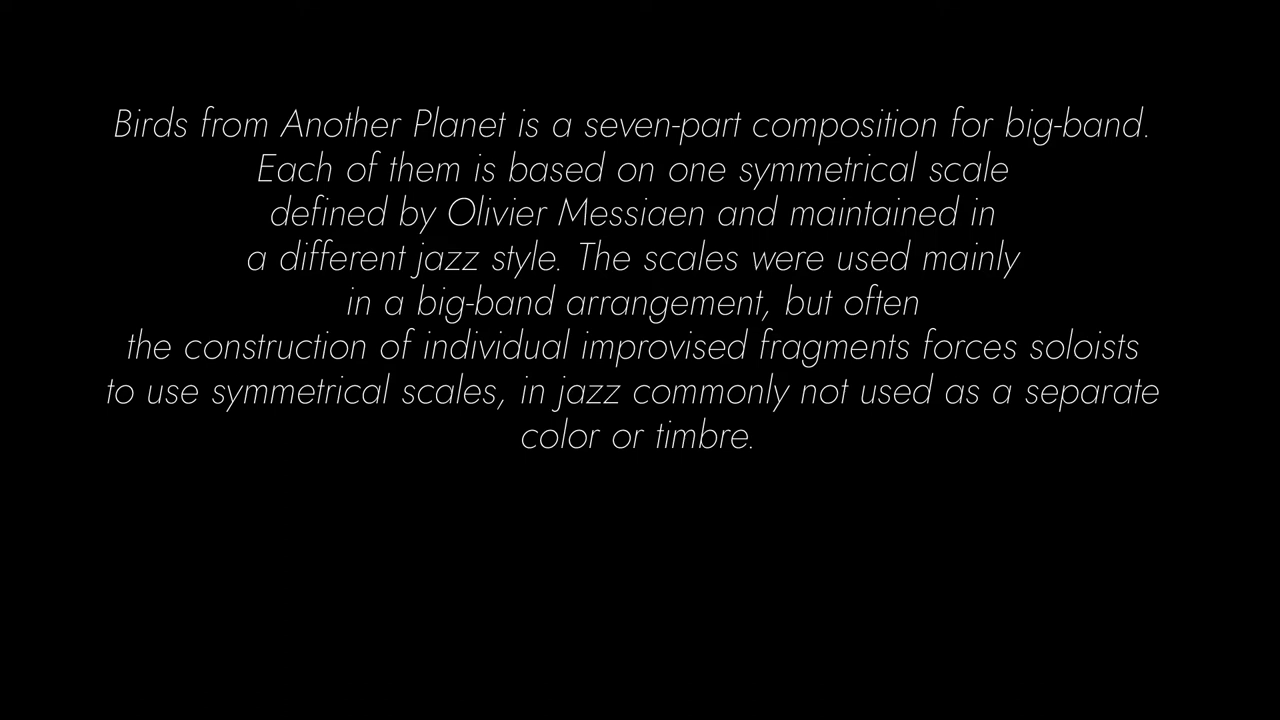 Birds from Another Planet is a seven-part composition for big-band.
Each of them is based on one symmetrical scale
defined by Olivier Messiaen and maintained in
a different jazz style. The scales were used mainly
in a big-band arrangement, but often
the construction of individual improvised fragments forces soloists
to use symmetrical scales, in jazz commonly not used as a separate
color or timbre.